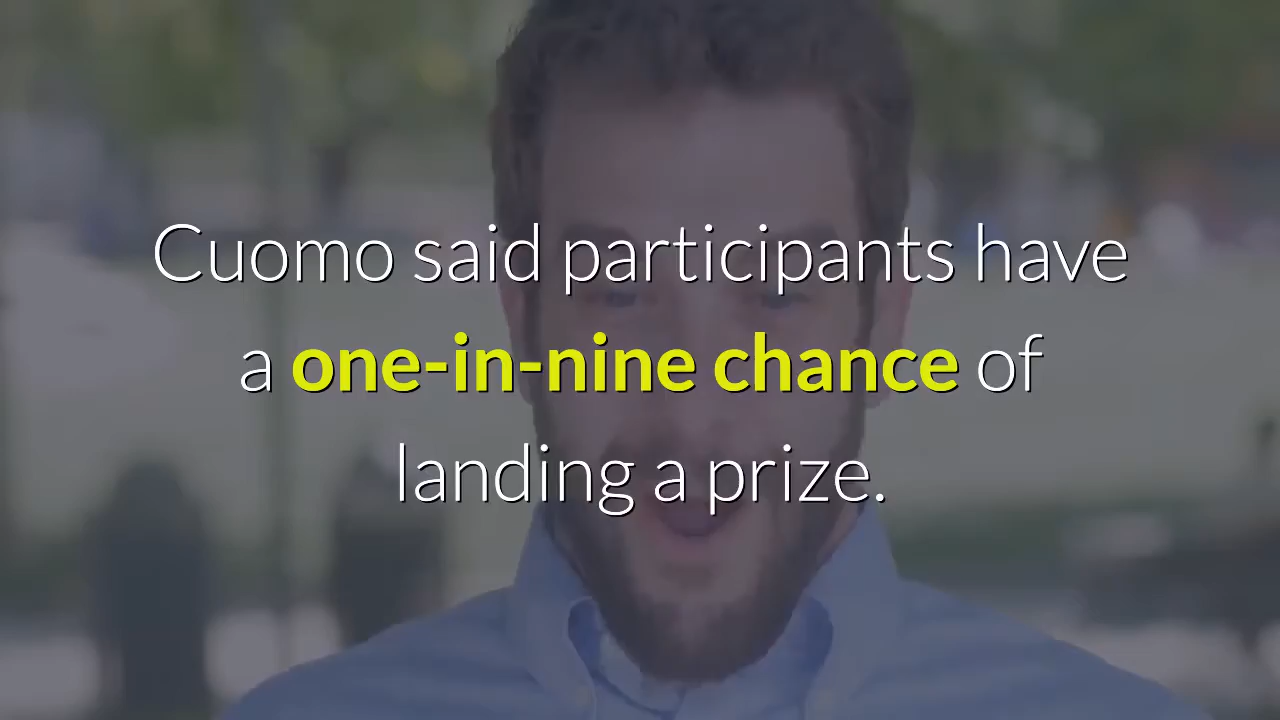 Cuomo said participants have
a one-in-nine chance of
landing a prize.